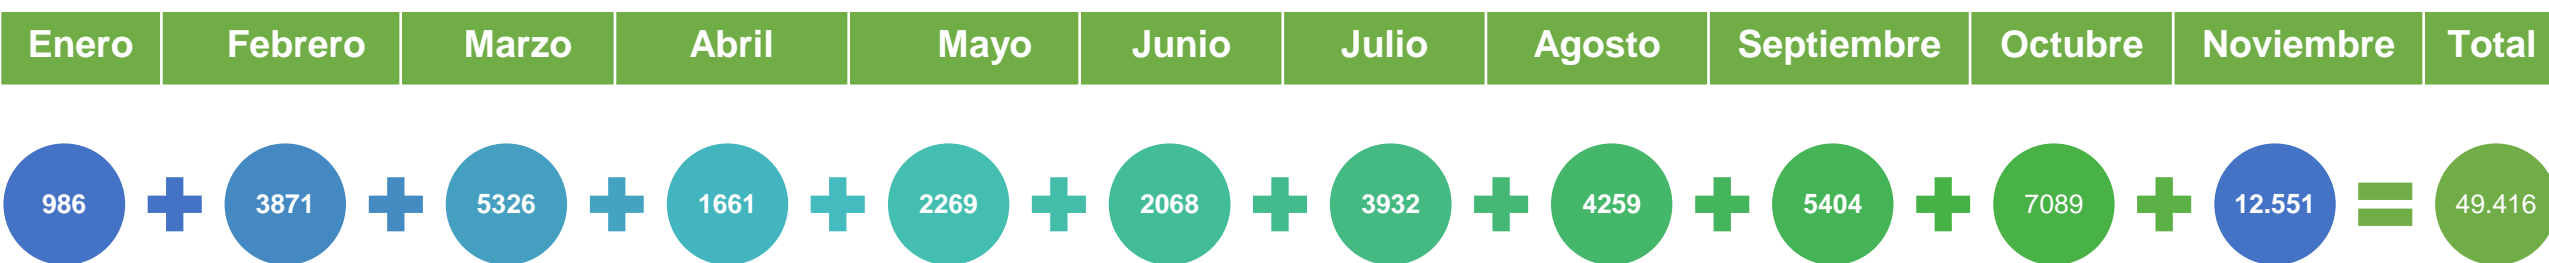 Enero Febrero Marzo Abril Mayo Junio Julio Agosto Septiembre Octubre Noviembre Total
986 + 3871 + 5326 + 1661 + 2269 + 2068 + 3932 + 4259 + 5404 + 7089 + 12.551 = 49.416